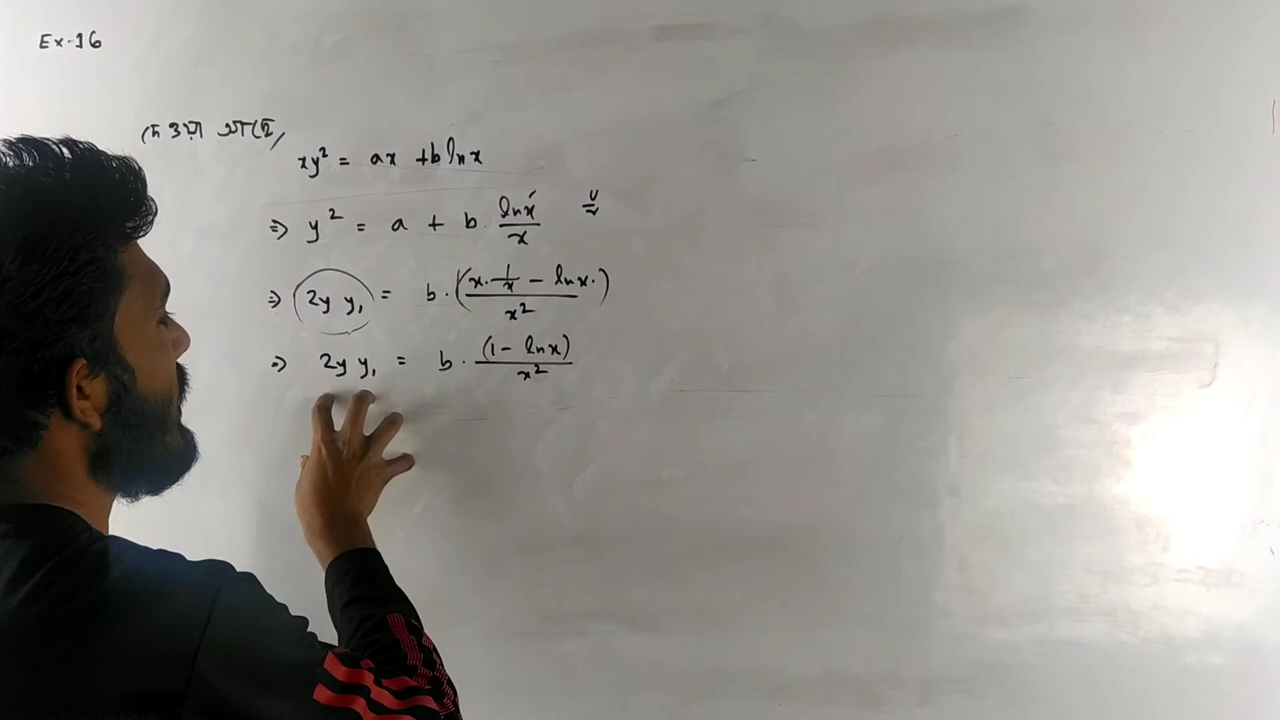 Ex-16
দেওয়া আছে,
xy² = ax + b ln x
⇒ y² = a + b · ln x / x   u/v
⇒ 2y y₁ = b · (x · 1/x - ln x ·) / x²
⇒ 2y y₁ = b · (1 - ln x) / x²